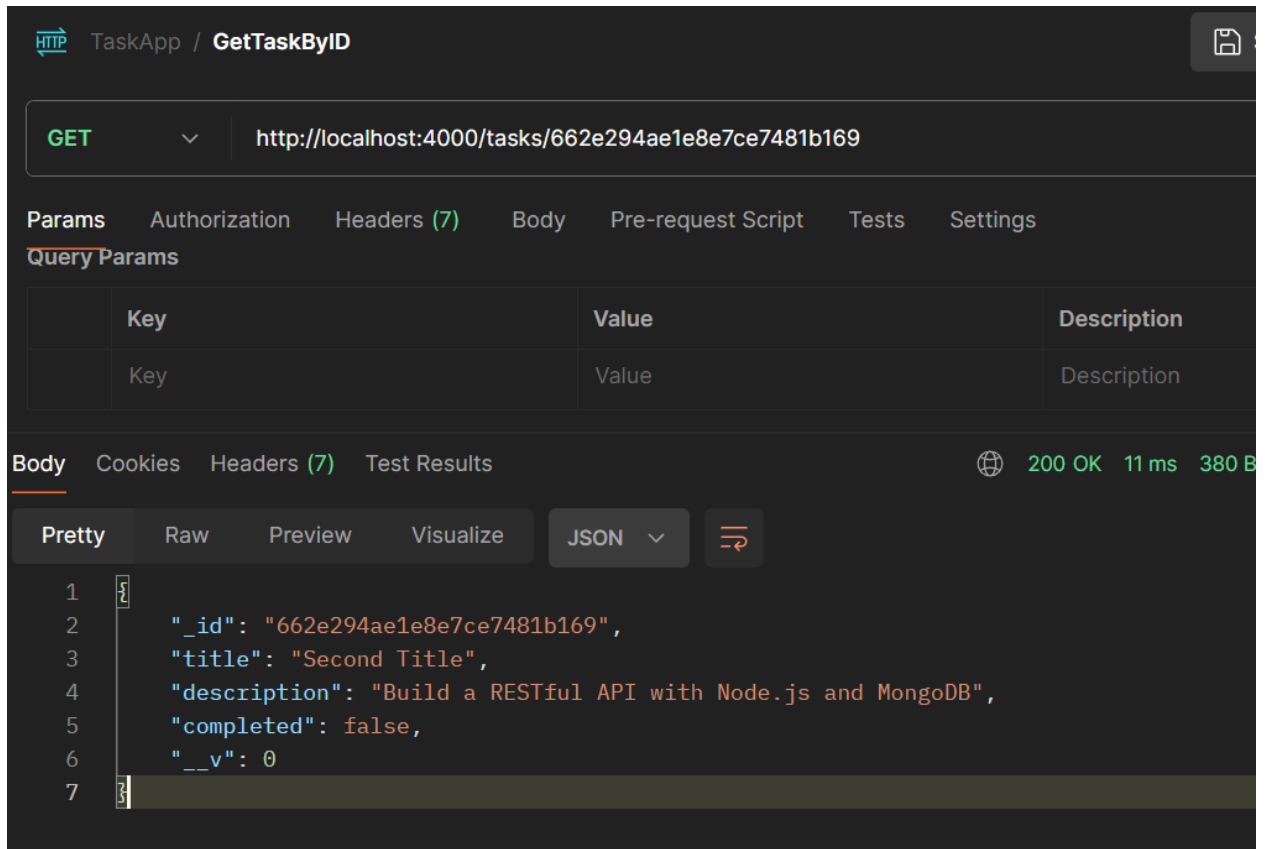 HTTP TaskApp / GetTaskByID
GET http://localhost:4000/tasks/662e294ae1e8e7ce7481b169
Params Authorization Headers (7) Body Pre-request Script Tests Settings
Query Params
Key Value Description
Key Value Description
Body Cookies Headers (7) Test Results 200 OK 11 ms 380 B
Pretty Raw Preview Visualize JSON
1 {
2 "_id": "662e294ae1e8e7ce7481b169",
3 "title": "Second Title",
4 "description": "Build a RESTful API with Node.js and MongoDB",
5 "completed": false,
6 "__v": 0
7 }